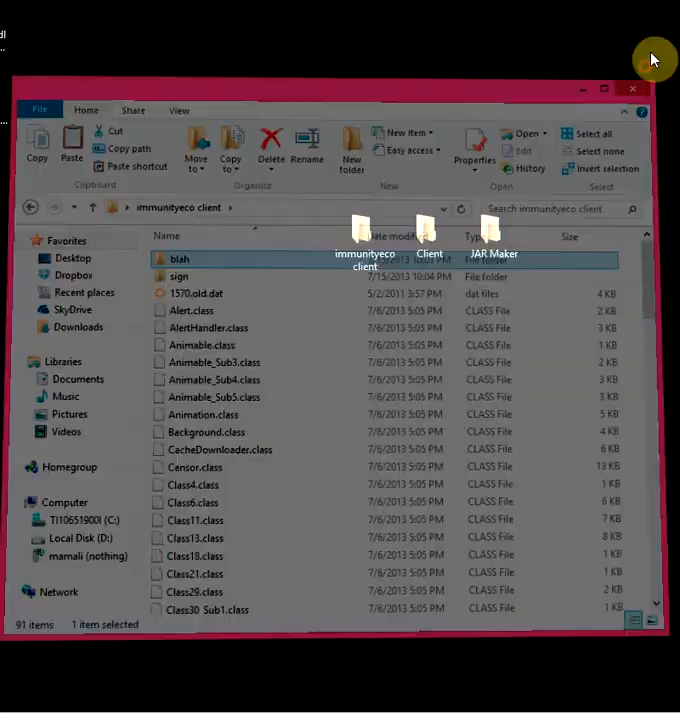 dl
..
...
File Home Share View
Copy Paste Cut Copy path Paste shortcut
Move to Copy to Delete Rename New folder
New item Easy access
Properties Open Edit History
Select all Select none Invert selection
Clipboard Organize New Open Select
immunityeco client Search immunityeco client
Name Date modified Type Size
immunityeco client
Client
JAR Maker
Favorites
Desktop
Dropbox
Recent places
SkyDrive
Downloads
Libraries
Documents
Music
Pictures
Videos
Homegroup
Computer
TI10651900I (C:)
Local Disk (D:)
mamali (nothing)
Network
blah 10:03 PM File folder
sign 7/15/2013 10:04 PM File folder
1570.old.dat 5/2/2011 3:57 PM dat files 4 KB
Alert.class 7/6/2013 5:05 PM CLASS File 2 KB
AlertHandler.class 7/6/2013 5:05 PM CLASS File 3 KB
Animable.class 7/6/2013 5:05 PM CLASS File 1 KB
Animable_Sub3.class 7/6/2013 5:05 PM CLASS File 2 KB
Animable_Sub4.class 7/6/2013 5:05 PM CLASS File 3 KB
Animable_Sub5.class 7/6/2013 5:05 PM CLASS File 3 KB
Animation.class 7/6/2013 5:05 PM CLASS File 5 KB
Background.class 7/6/2013 5:05 PM CLASS File 4 KB
CacheDownloader.class 7/6/2013 5:05 PM CLASS File 6 KB
Censor.class 7/6/2013 5:05 PM CLASS File 13 KB
Class4.class 7/6/2013 5:05 PM CLASS File 1 KB
Class6.class 7/6/2013 5:05 PM CLASS File 6 KB
Class11.class 7/6/2013 5:05 PM CLASS File 7 KB
Class13.class 7/6/2013 5:05 PM CLASS File 8 KB
Class18.class 7/6/2013 5:05 PM CLASS File 1 KB
Class21.class 7/6/2013 5:05 PM CLASS File 1 KB
Class29.class 7/6/2013 5:05 PM CLASS File 2 KB
Class30_Sub1.class 7/6/2013 5:05 PM CLASS File 1 KB
91 items 1 item selected